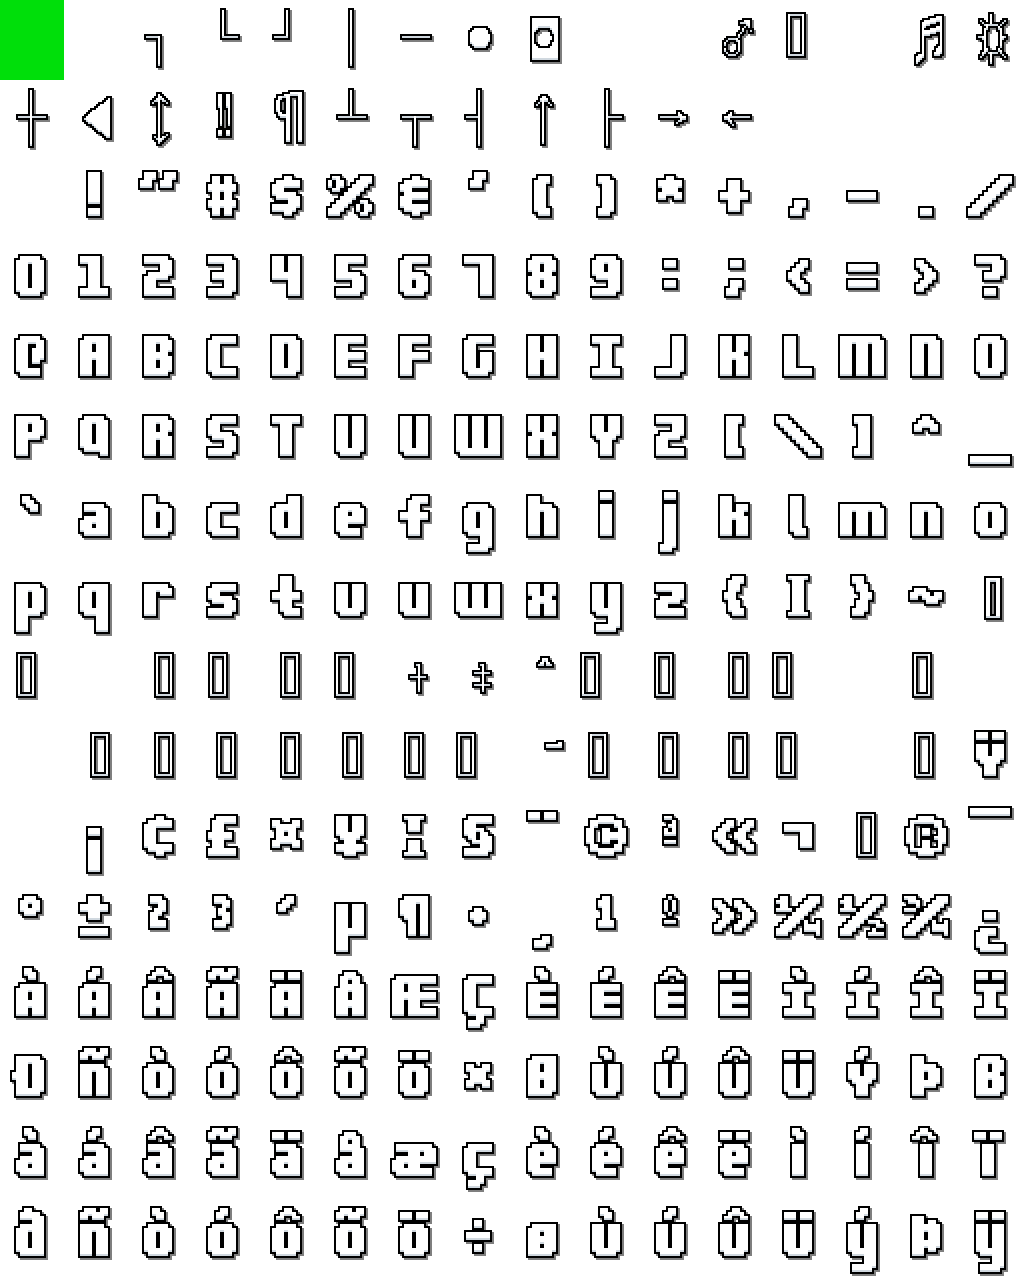 ┐ └ ┘ │ ─ ○ ◙ ♂ ▯ ♫ ☼
┼ ◄ ↕ ‼ ¶ ┴ ┬ ┤ ↑ ├ → ←
! " # $ % & ' ( ) * + , - . /
0 1 2 3 4 5 6 7 8 9 : ; < = > ?
@ A B C D E F G H I J K L M N O
P Q R S T U V W X Y Z [ \ ] ^ _
` a b c d e f g h i j k l m n o
p q r s t u v w x y z { | } ~ ▯
▯ ▯ ▯ ▯ ▯ † ‡ ˆ ▯ ▯ ▯ ▯ ▯
▯ ▯ ▯ ▯ ▯ ▯ ▯ ˜ ▯ ▯ ▯ ▯ ▯ Ÿ
¡ ¢ £ ¤ ¥ ¦ § ¨ © ª « ¬ ▯ ® ¯
° ± ² ³ ´ µ ¶ · ¸ ¹ º » ¼ ½ ¾ ¿
À Á Â Ã Ä Å Æ Ç È É Ê Ë Ì Í Î Ï
Ð Ñ Ò Ó Ô Õ Ö × Ø Ù Ú Û Ü Ý Þ ß
à á â ã ä å æ ç è é ê ë ì í î ï
ð ñ ò ó ô õ ö ÷ ø ù ú û ü ý þ ÿ